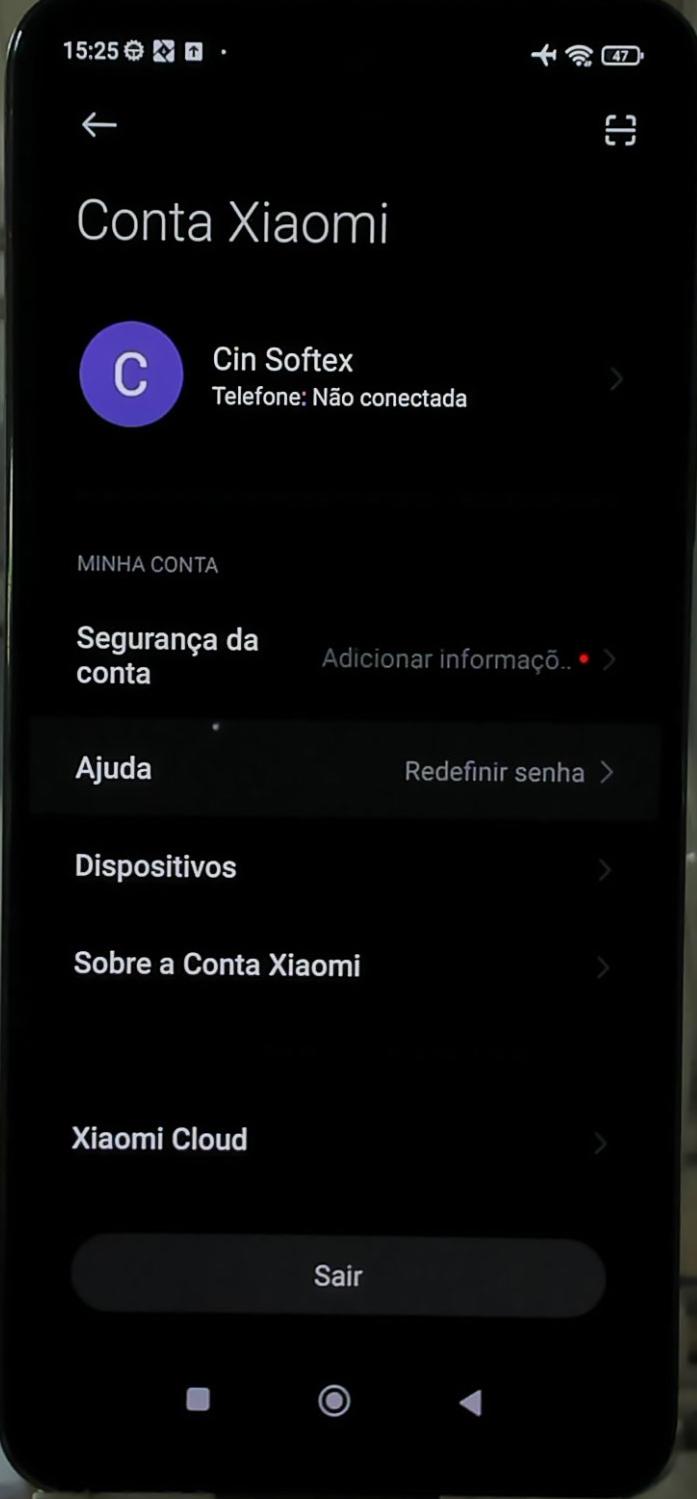 15:25
47
Conta Xiaomi
C
Cin Softex
Telefone: Não conectada
MINHA CONTA
Segurança da
conta
Adicionar informaçõ..
Ajuda
Redefinir senha
Dispositivos
Sobre a Conta Xiaomi
Xiaomi Cloud
Sair